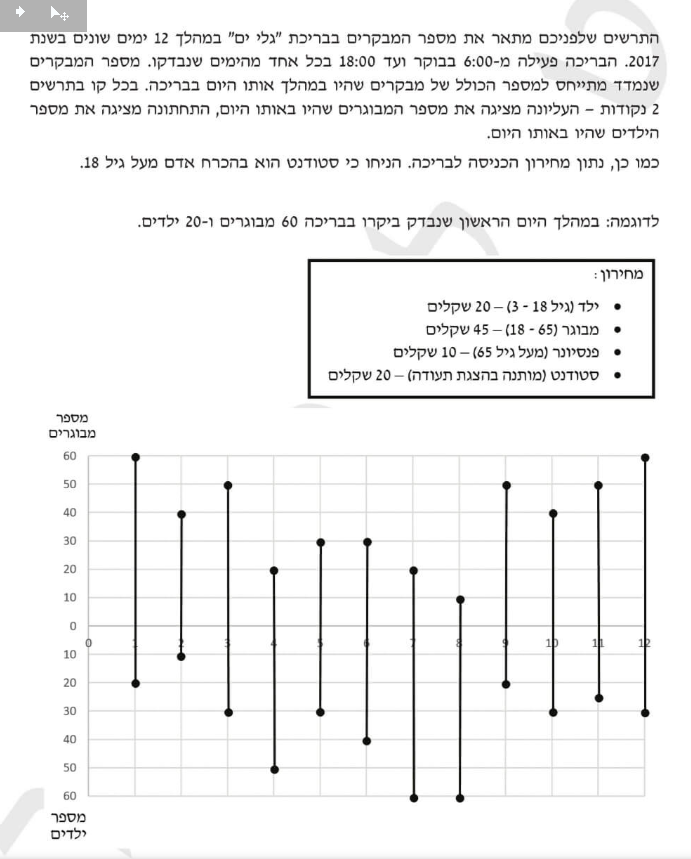 התרשים שלפניכם מתאר את מספר המבקרים בבריכת "גלי ים" במהלך 12 ימים שונים בשנת
2017. הבריכה פעילה מ-6:00 בבוקר ועד 18:00 בכל אחד מהימים שנבדקו. מספר המבקרים
שנמדד מתייחס למספר הכולל של מבקרים שהיו במהלך אותו היום בבריכה. בכל קו בתרשים
2 נקודות – העליונה מציגה את מספר המבוגרים שהיו באותו היום, התחתונה מציגה את מספר
הילדים שהיו באותו היום.
כמו כן, נתון מחירון הכניסה לבריכה. הניחו כי סטודנט הוא בהכרח אדם מעל גיל 18.
לדוגמה: במהלך היום הראשון שנבדק ביקרו בבריכה 60 מבוגרים ו-20 ילדים.
מחירון:
• ילד (גיל 18 - 3) – 20 שקלים
• מבוגר (65 - 18) – 45 שקלים
• פנסיונר (מעל גיל 65) – 10 שקלים
• סטודנט (מותנה בהצגת תעודה) – 20 שקלים
מספר
מבוגרים
60
50
40
30
20
10
0
0 1 2 3 4 5 6 7 8 9 10 11 12
10
20
30
40
50
60
מספר
ילדים